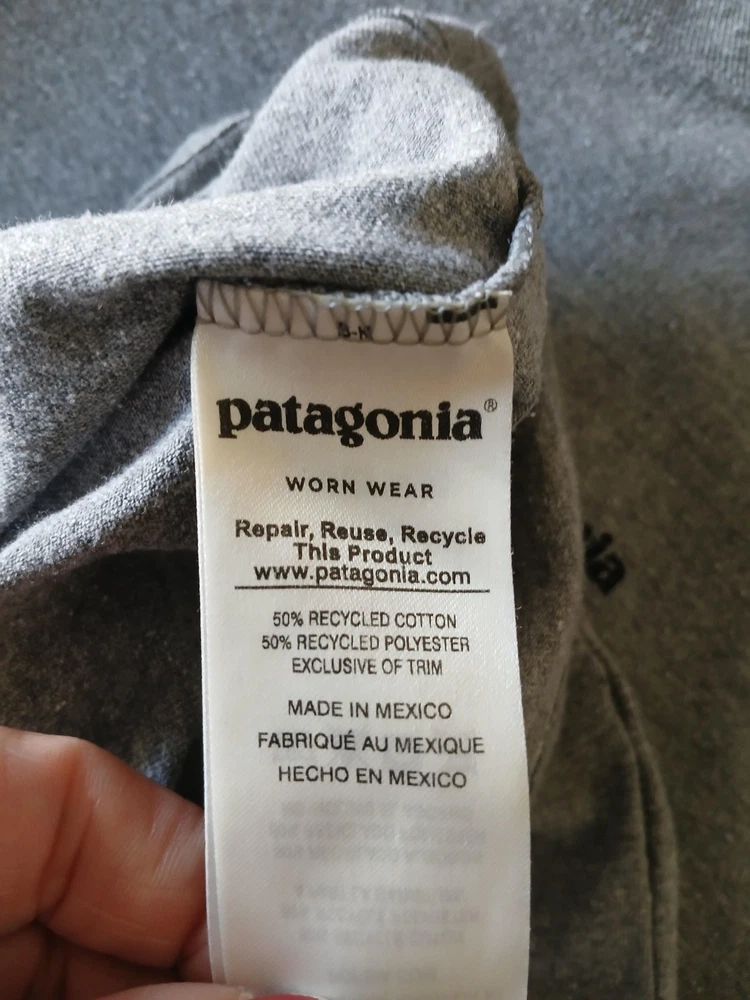 patagonia®
WORN WEAR
Repair, Reuse, Recycle
This Product
www.patagonia.com
50% RECYCLED COTTON
50% RECYCLED POLYESTER
EXCLUSIVE OF TRIM
MADE IN MEXICO
FABRIQUÉ AU MEXIQUE
HECHO EN MEXICO